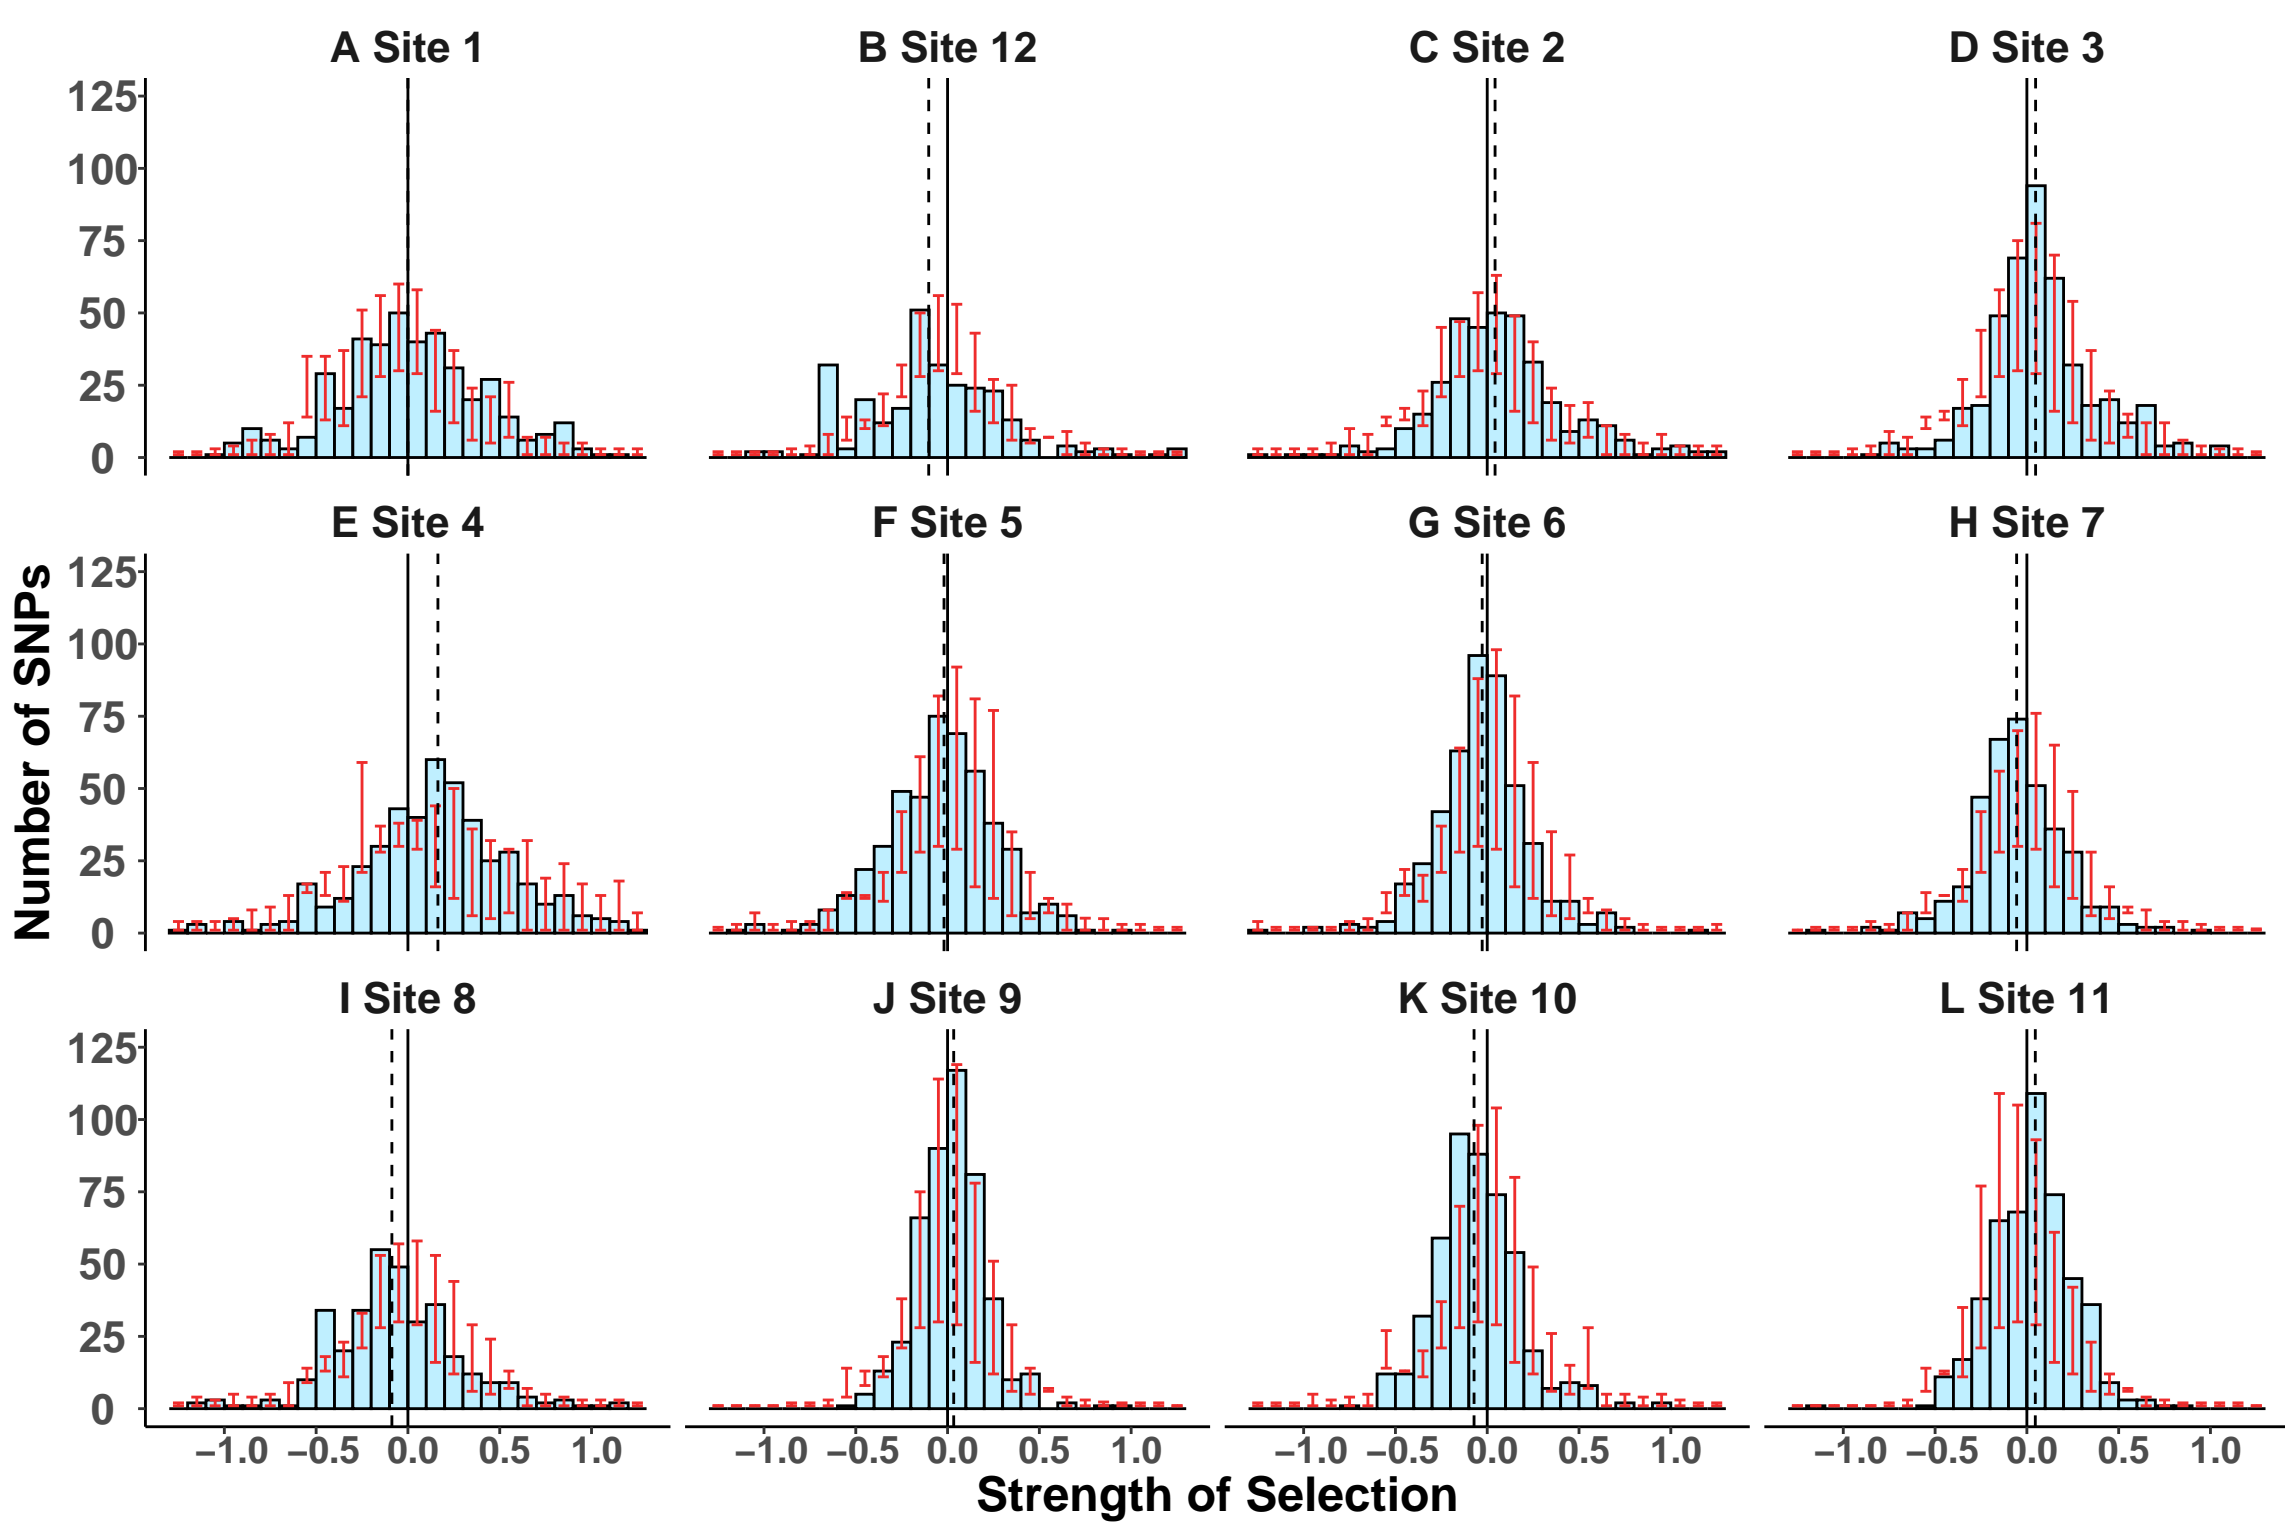 A Site 1
B Site 12
C Site 2
D Site 3
125
100
75
50
25
0
E Site 4
F Site 5
G Site 6
H Site 7
125
100
75
50
25
0
Number of SNPs
I Site 8
J Site 9
K Site 10
L Site 11
125
100
75
50
25
0
−1.0 −0.5 0.0 0.5 1.0
−1.0 −0.5 0.0 0.5 1.0
−1.0 −0.5 0.0 0.5 1.0
−1.0 −0.5 0.0 0.5 1.0
Strength of Selection